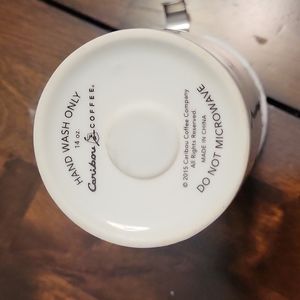 HAND WASH ONLY
14 oz.
Caribou COFFEE®
© 2015 Caribou Coffee Company
All Rights Reserved.
MADE IN CHINA
DO NOT MICROWAVE